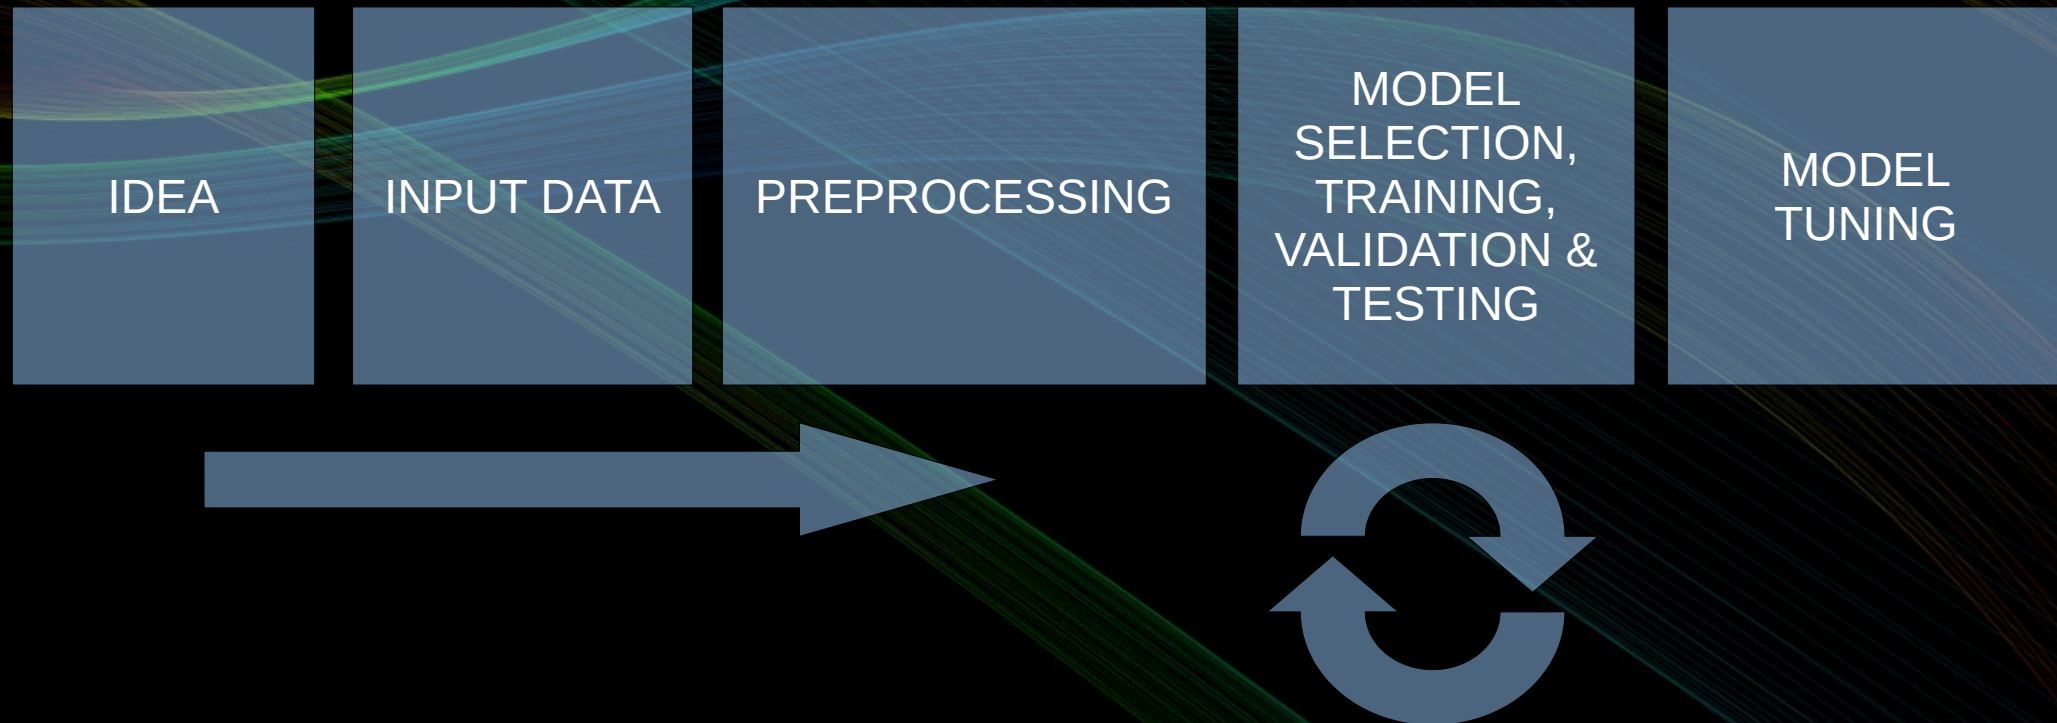 IDEA
INPUT DATA
PREPROCESSING
MODEL
SELECTION,
TRAINING,
VALIDATION &
TESTING
MODEL
TUNING